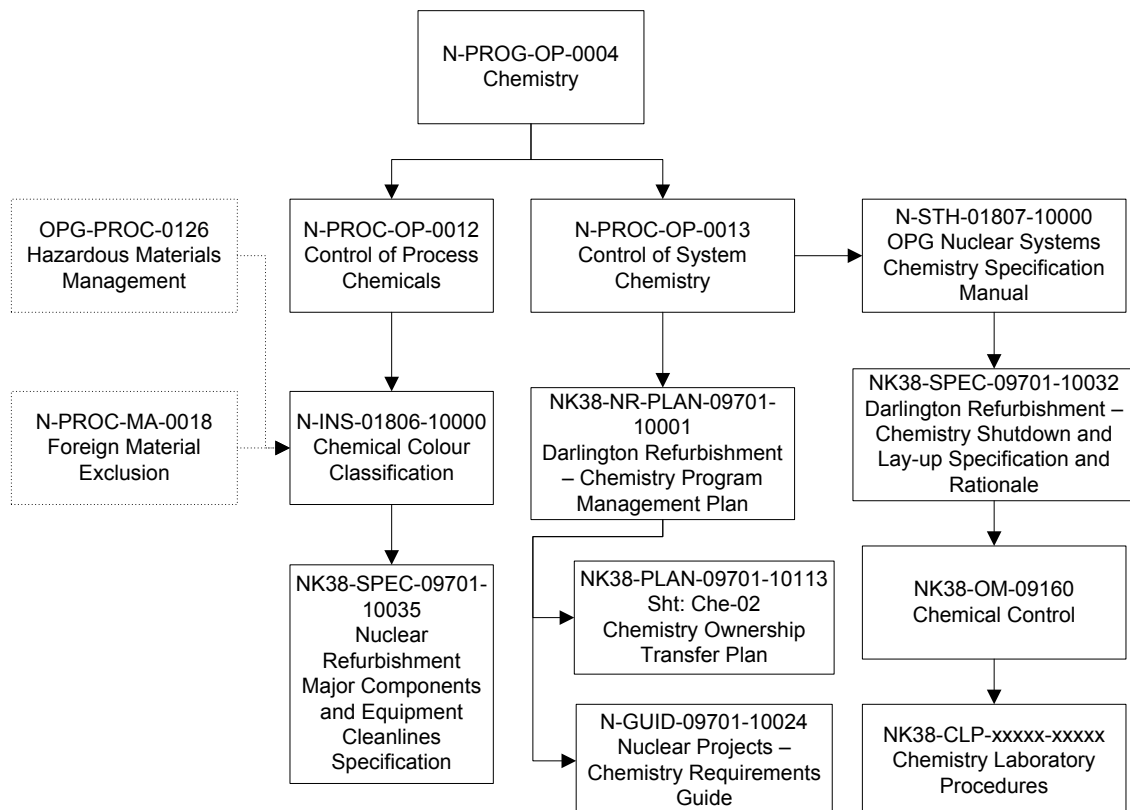 N-PROG-OP-0004
Chemistry
OPG-PROC-0126
Hazardous Materials
Management
N-PROC-OP-0012
Control of Process
Chemicals
N-PROC-OP-0013
Control of System
Chemistry
N-STH-01807-10000
OPG Nuclear Systems
Chemistry Specification
Manual
N-PROC-MA-0018
Foreign Material
Exclusion
N-INS-01806-10000
Chemical Colour
Classification
NK38-NR-PLAN-09701-
10001
Darlington Refurbishment
– Chemistry Program
Management Plan
NK38-SPEC-09701-10032
Darlington Refurbishment –
Chemistry Shutdown and
Lay-up Specification and
Rationale
NK38-SPEC-09701-
10035
Nuclear
Refurbishment
Major Components
and Equipment
Cleanlines
Specification
NK38-PLAN-09701-10113
Sht: Che-02
Chemistry Ownership
Transfer Plan
NK38-OM-09160
Chemical Control
N-GUID-09701-10024
Nuclear Projects –
Chemistry Requirements
Guide
NK38-CLP-xxxxx-xxxxx
Chemistry Laboratory
Procedures